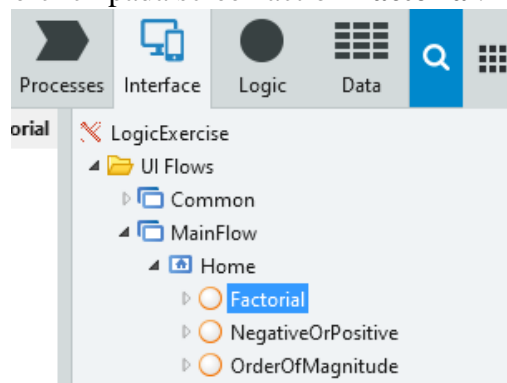 Processes Interface Logic Data
orial
LogicExercise
UI Flows
Common
MainFlow
Home
Factorial
NegativeOrPositive
OrderOfMagnitude